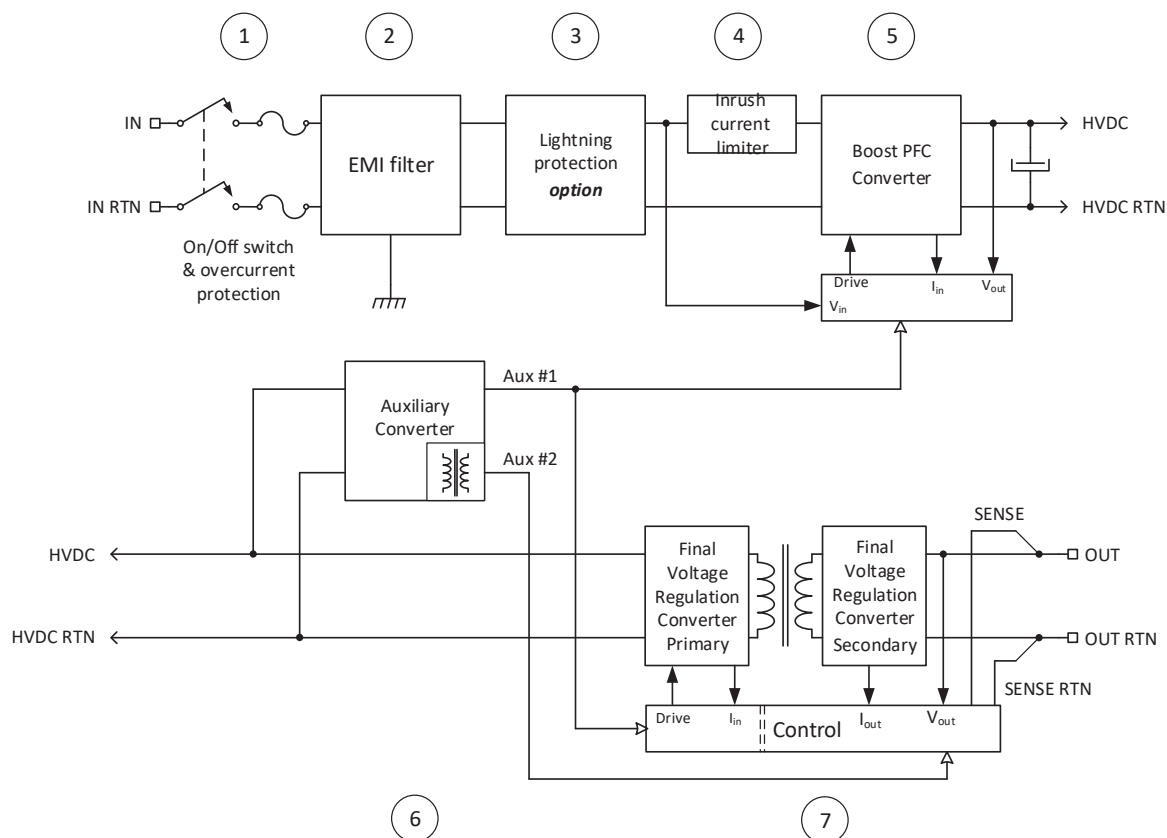 1
2
3
4
5
IN
IN RTN
On/Off switch
& overcurrent
protection
EMI filter
Lightning
protection
option
Inrush
current
limiter
Boost PFC
Converter
HVDC
HVDC RTN
Drive
Iin
Vout
Vin
Auxiliary
Converter
Aux #1
Aux #2
HVDC
HVDC RTN
Final
Voltage
Regulation
Converter
Primary
Final
Voltage
Regulation
Converter
Secondary
SENSE
OUT
OUT RTN
SENSE RTN
Drive
Iin
Control
Iout
Vout
6
7